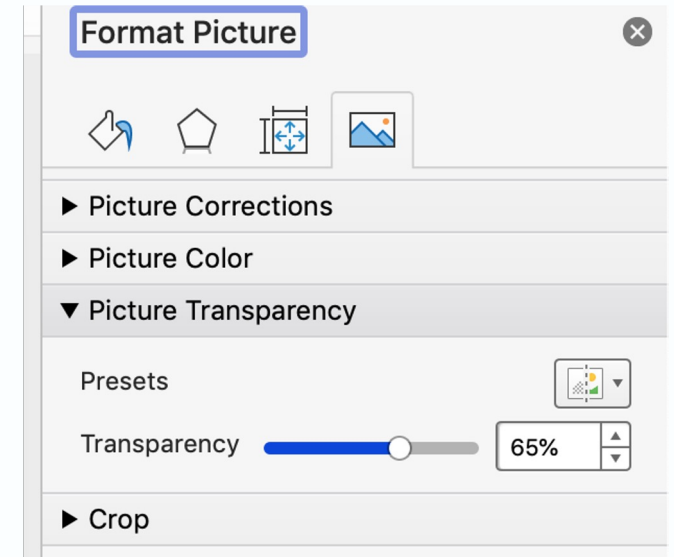 Format Picture
Picture Corrections
Picture Color
Picture Transparency
Presets
Transparency 65%
Crop